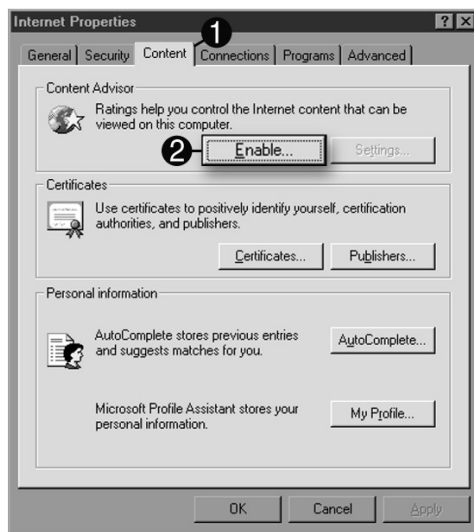 Internet Properties
? X
1
General Security Content Connections Programs Advanced
Content Advisor
Ratings help you control the Internet content that can be
viewed on this computer.
2 Enable... Settings...
Certificates
Use certificates to positively identify yourself, certification
authorities, and publishers.
Certificates... Publishers...
Personal information
AutoComplete stores previous entries
and suggests matches for you.
AutoComplete...
Microsoft Profile Assistant stores your
personal information.
My Profile...
OK Cancel Apply